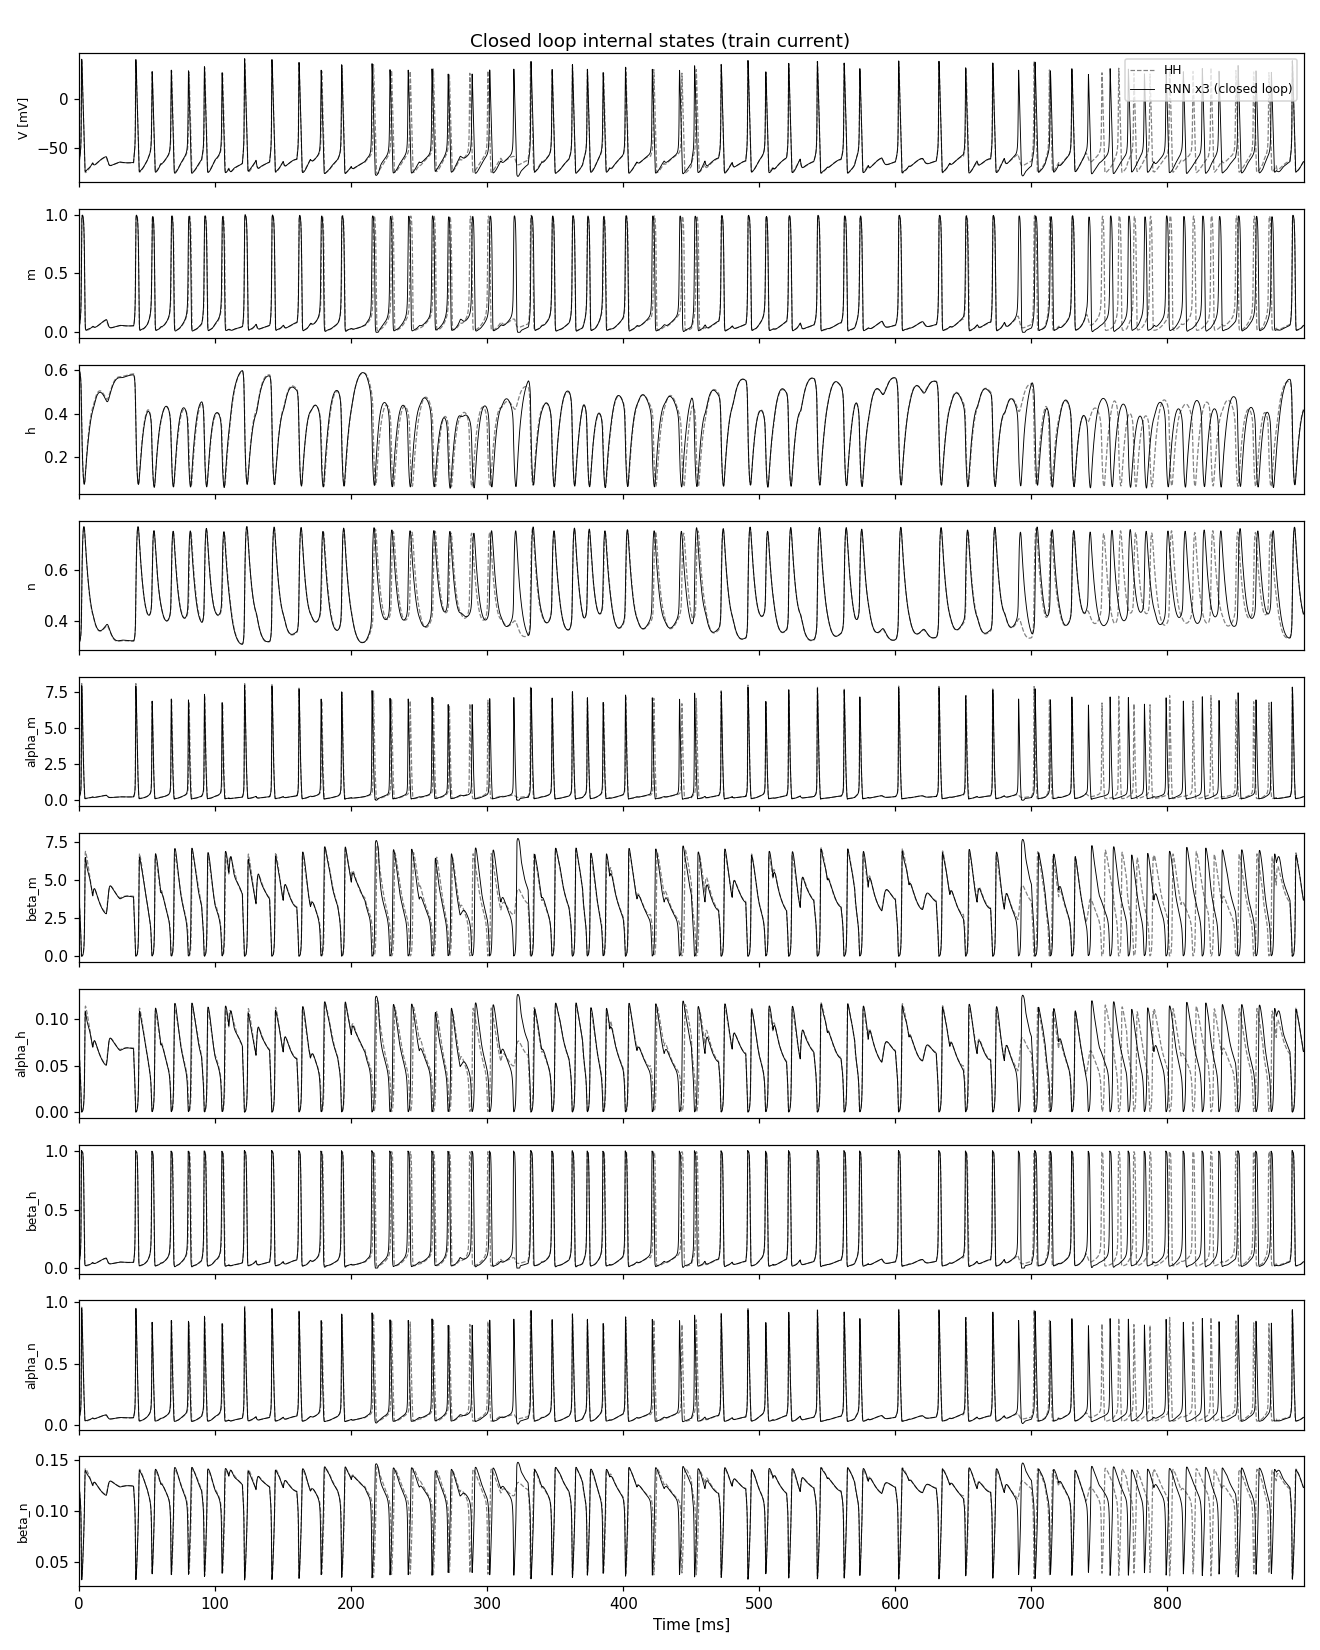 Closed loop internal states (train current)
HH
RNN x3 (closed loop)
V [mV]
0
−50
m
1.0
0.5
0.0
h
0.6
0.4
0.2
n
0.6
0.4
alpha_m
7.5
5.0
2.5
0.0
beta_m
7.5
5.0
2.5
0.0
alpha_h
0.10
0.05
0.00
beta_h
1.0
0.5
0.0
alpha_n
1.0
0.5
0.0
beta_n
0.15
0.10
0.05
0 100 200 300 400 500 600 700 800
Time [ms]